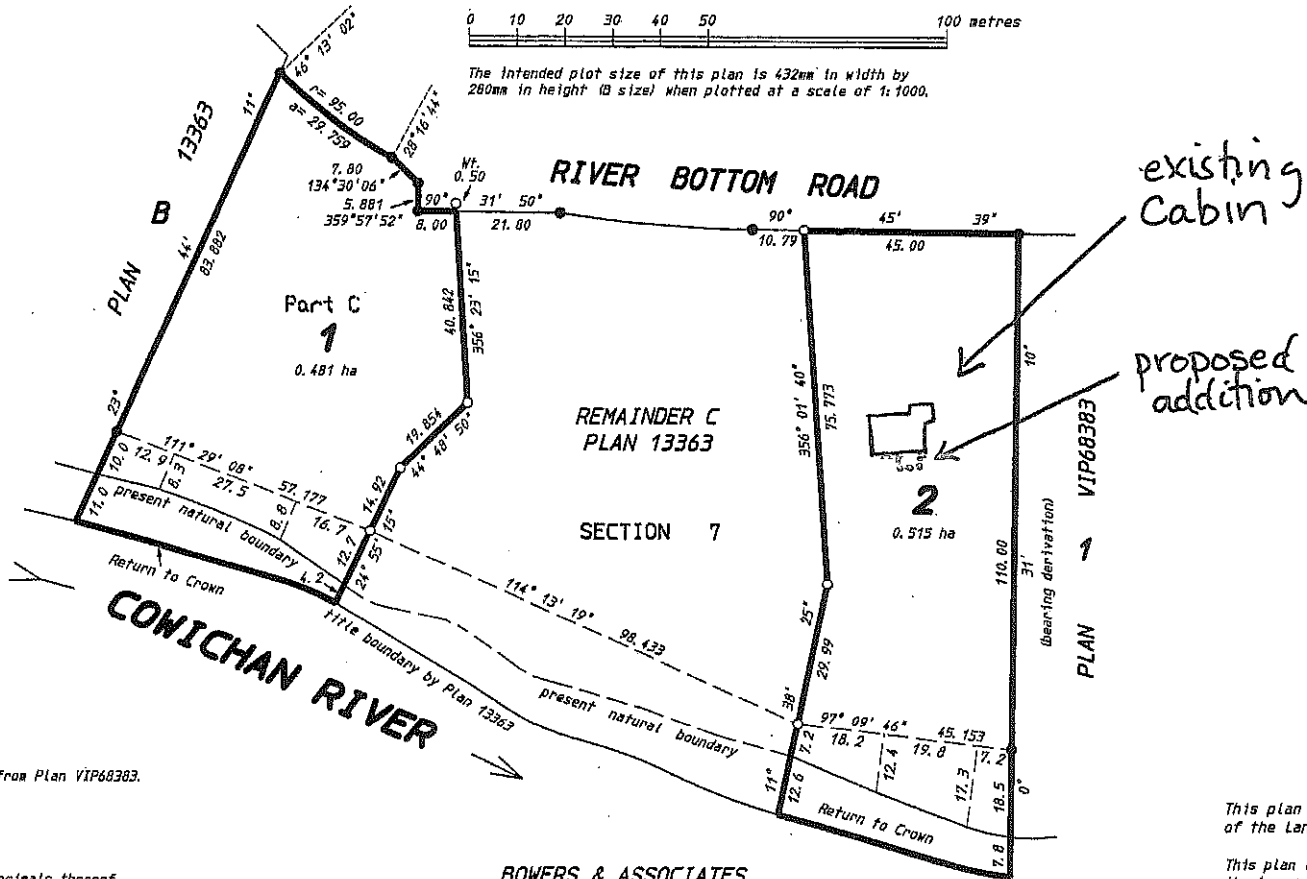 0 10 20 30 40 50 100 metres
The intended plot size of this plan is 432mm in width by
280mm in height (B size) when plotted at a scale of 1:1000.
46° 13' 02"
11"
r= 95.00
a= 29.759
28° 16' 44"
7.80
134°30'06"
5.881
359°57'52"
90°
8.00
Wt.
0.50
31' 50"
21.80
RIVER BOTTOM ROAD
90°
10.79
45' 39"
45.00
existing
Cabin
proposed
addition
B
PLAN 13363
44'
83.882
23°
Part C
1
0.481 ha
40.842
356° 23' 15"
19.854
44° 48' 50"
14.92
15"
REMAINDER C
PLAN 13363
SECTION 7
356° 01' 40"
75.773
2
0.515 ha
10"
110.00
31'
(bearing derivation)
PLAN 1 VIP68383
10.0
12.9
111° 29' 08"
27.5
57.177
8.3
8.8
16.7
11.0
present natural boundary
12.7
24° 55'
4.2
Return to Crown
COWICHAN RIVER
title boundary by Plan 13363
114° 13' 19"
98.433
present natural boundary
25"
29.99
38'
97° 09' 46"
18.2
45.153
19.8
7.2
7.2
12.4
17.3
18.5
0°
11°
12.6
Return to Crown
7.8
from Plan VIP68383.
This plan
of the Lan
This plan
BOWERS & ASSOCIATES